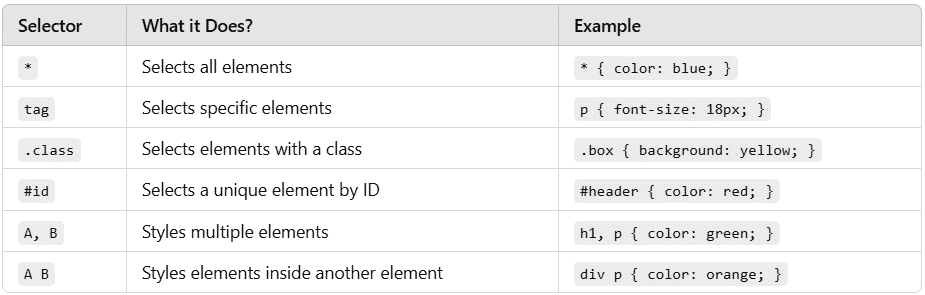 Selector What it Does? Example
* Selects all elements * { color: blue; }
tag Selects specific elements p { font-size: 18px; }
.class Selects elements with a class .box { background: yellow; }
#id Selects a unique element by ID #header { color: red; }
A, B Styles multiple elements h1, p { color: green; }
A B Styles elements inside another element div p { color: orange; }